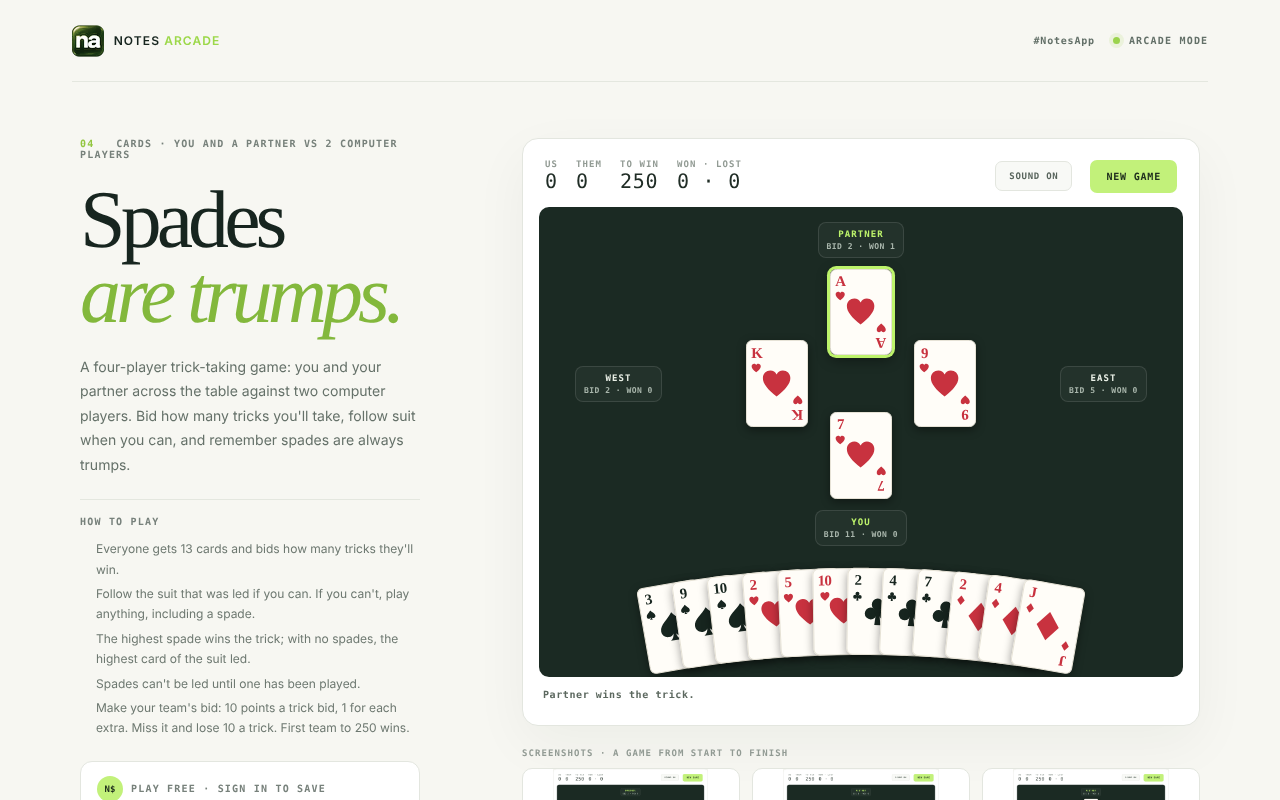 na NOTES ARCADE
#NotesApp ARCADE MODE
04 CARDS · YOU AND A PARTNER VS 2 COMPUTER
PLAYERS
Spades
are trumps.
A four-player trick-taking game: you and your
partner across the table against two computer
players. Bid how many tricks you'll take, follow suit
when you can, and remember spades are always
trumps.
HOW TO PLAY
Everyone gets 13 cards and bids how many tricks they'll
win.
Follow the suit that was led if you can. If you can't, play
anything, including a spade.
The highest spade wins the trick; with no spades, the
highest card of the suit led.
Spades can't be led until one has been played.
Make your team's bid: 10 points a trick bid, 1 for each
extra. Miss it and lose 10 a trick. First team to 250 wins.
N$ PLAY FREE · SIGN IN TO SAVE
US THEM TO WIN WON · LOST
0 0 250 0 · 0
SOUND ON NEW GAME
PARTNER
BID 2 · WON 1
A
A
K
K
9
9
WEST
BID 2 · WON 0
EAST
BID 5 · WON 0
7
7
YOU
BID 11 · WON 0
3 9 10 2 5 10 2 4 7 2 4 J
J
Partner wins the trick.
SCREENSHOTS · A GAME FROM START TO FINISH